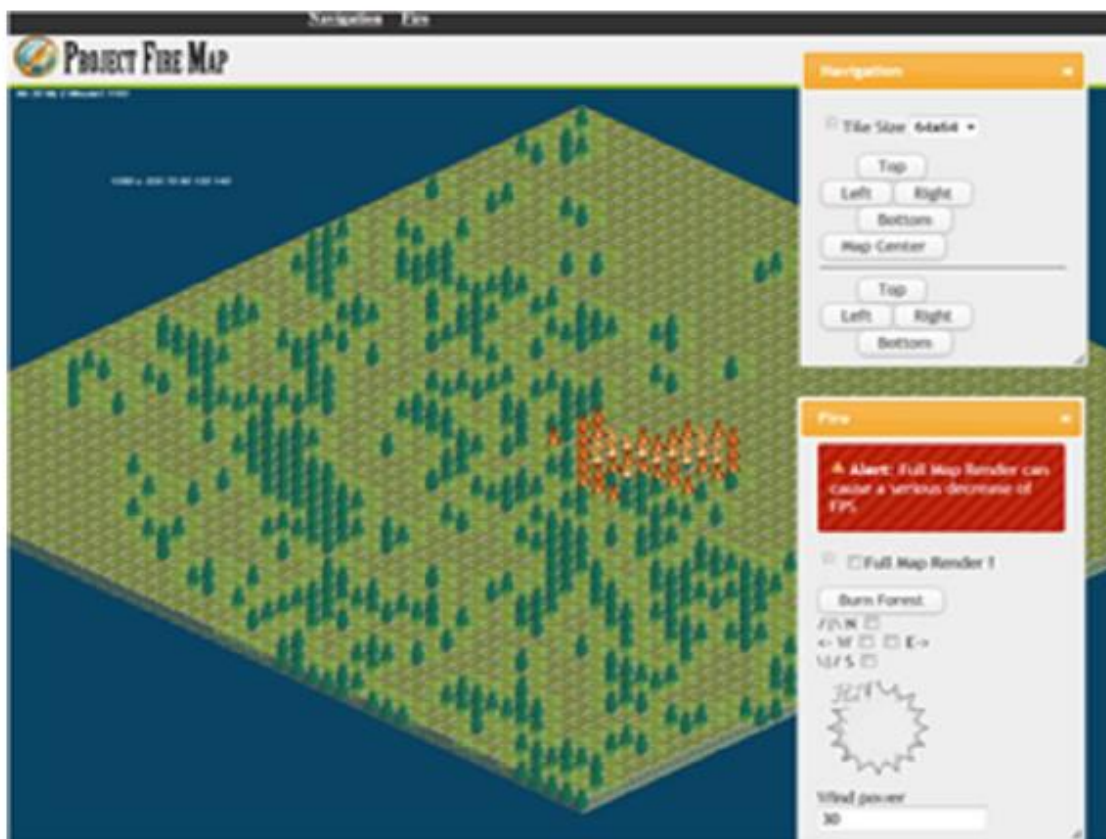 Navigation Fire
PROJECT FIRE MAP
Navigation
Tile Size 64x64
Top
Left Right
Bottom
Map Center
Top
Left Right
Bottom
Fire
Alert: Full Map Render can
cause a serious decrease of
FPS
Full Map Render !
Burn Forest
/|\ N
<- W E ->
\|/ S
Wind power
30